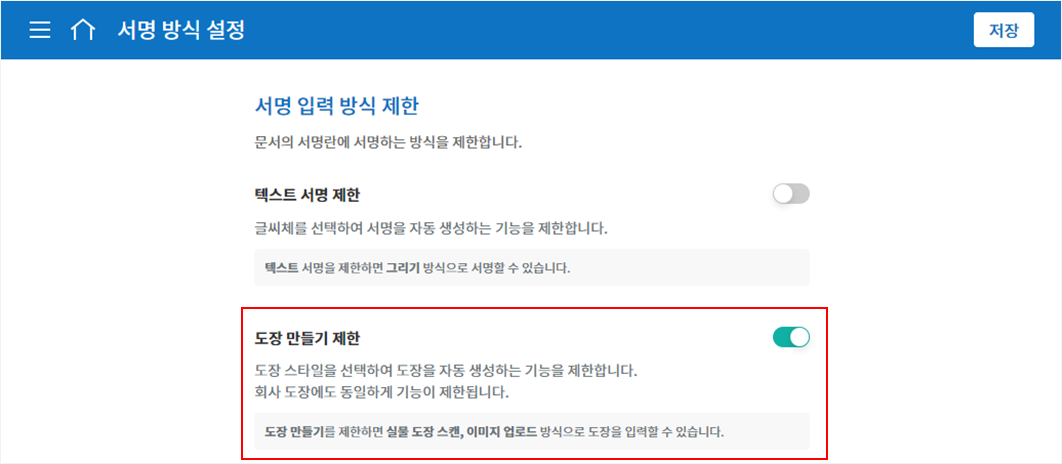 서명 방식 설정
저장
서명 입력 방식 제한
문서의 서명란에 서명하는 방식을 제한합니다.
텍스트 서명 제한
글씨체를 선택하여 서명을 자동 생성하는 기능을 제한합니다.
텍스트 서명을 제한하면 그리기 방식으로 서명할 수 있습니다.
도장 만들기 제한
도장 스타일을 선택하여 도장을 자동 생성하는 기능을 제한합니다.
회사 도장에도 동일하게 기능이 제한됩니다.
도장 만들기를 제한하면 실물 도장 스캔, 이미지 업로드 방식으로 도장을 입력할 수 있습니다.